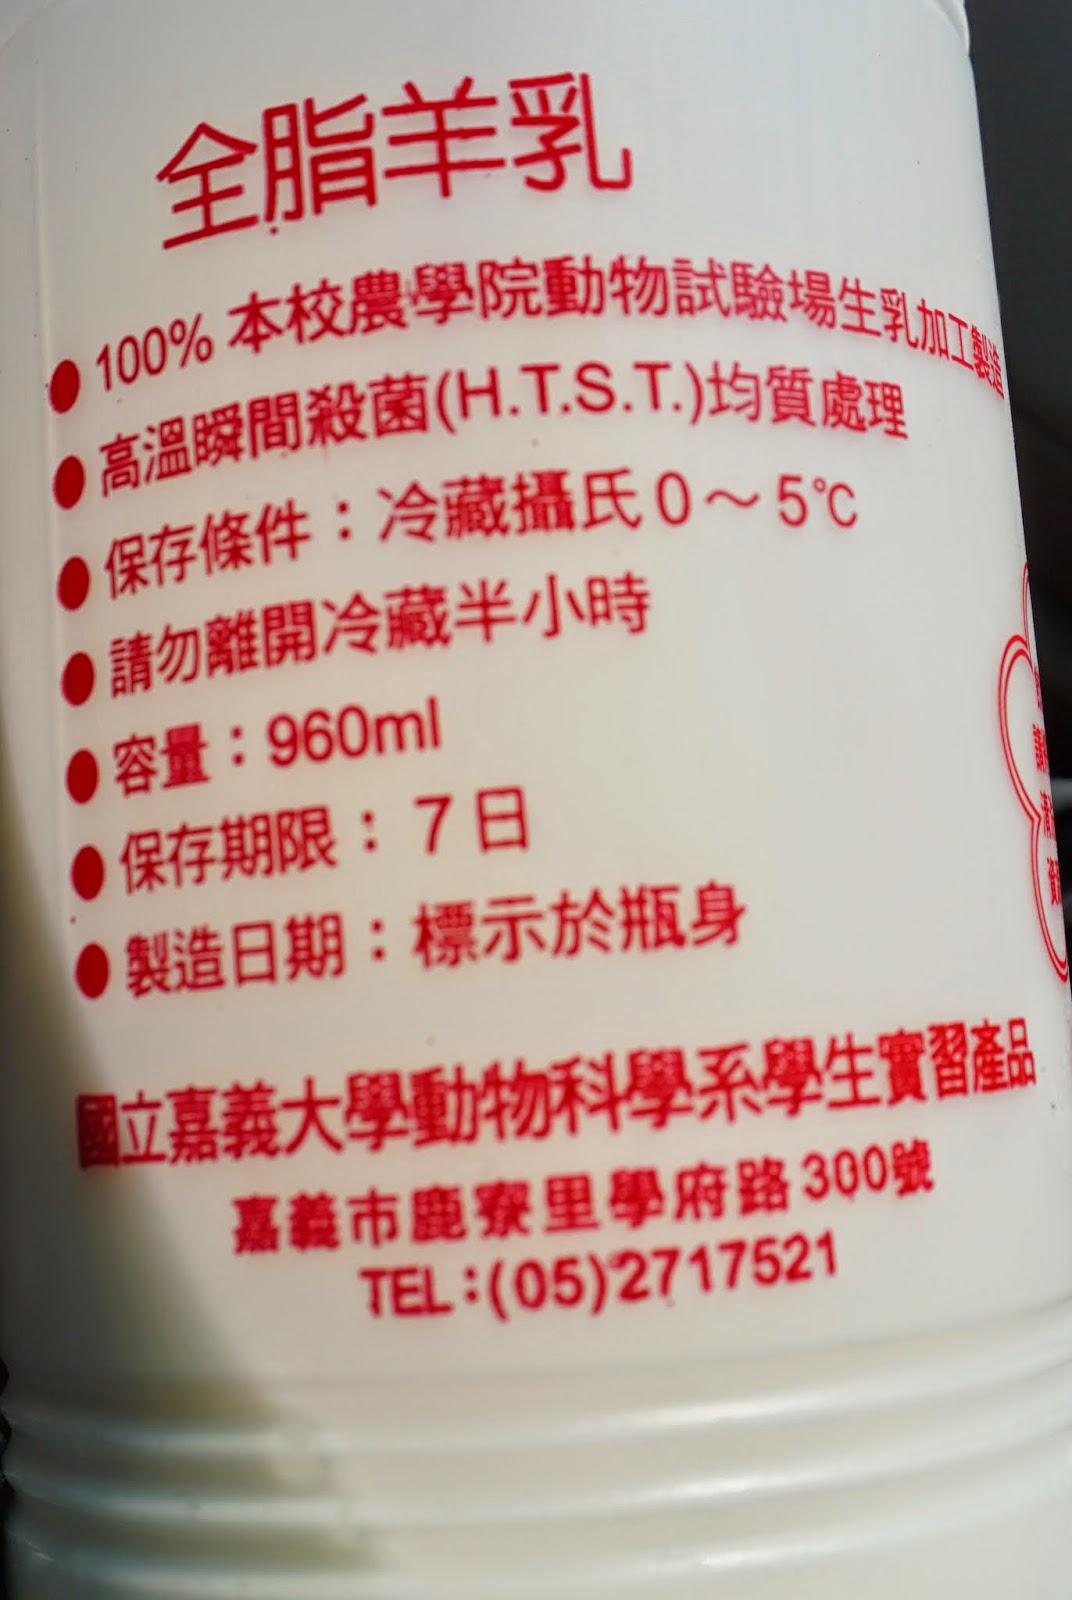 全脂羊乳
● 100% 本校農學院動物試驗場生乳加工製造
● 高溫瞬間殺菌(H.T.S.T.)均質處理
● 保存條件：冷藏攝氏0～5℃
● 請勿離開冷藏半小時
● 容量：960ml
● 保存期限：7日
● 製造日期：標示於瓶身
國立嘉義大學動物科學系學生實習產品
嘉義市鹿寮里學府路300號
TEL：(05)2717521